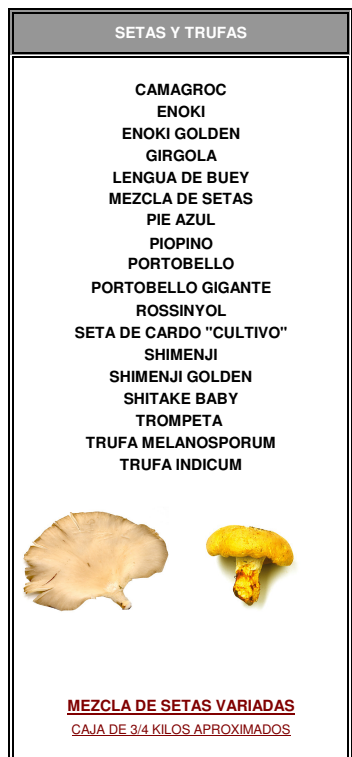 SETAS Y TRUFAS
CAMAGROC
ENOKI
ENOKI GOLDEN
GIRGOLA
LENGUA DE BUEY
MEZCLA DE SETAS
PIE AZUL
PIOPINO
PORTOBELLO
PORTOBELLO GIGANTE
ROSSINYOL
SETA DE CARDO "CULTIVO"
SHIMENJI
SHIMENJI GOLDEN
SHITAKE BABY
TROMPETA
TRUFA MELANOSPORUM
TRUFA INDICUM
MEZCLA DE SETAS VARIADAS
CAJA DE 3/4 KILOS APROXIMADOS